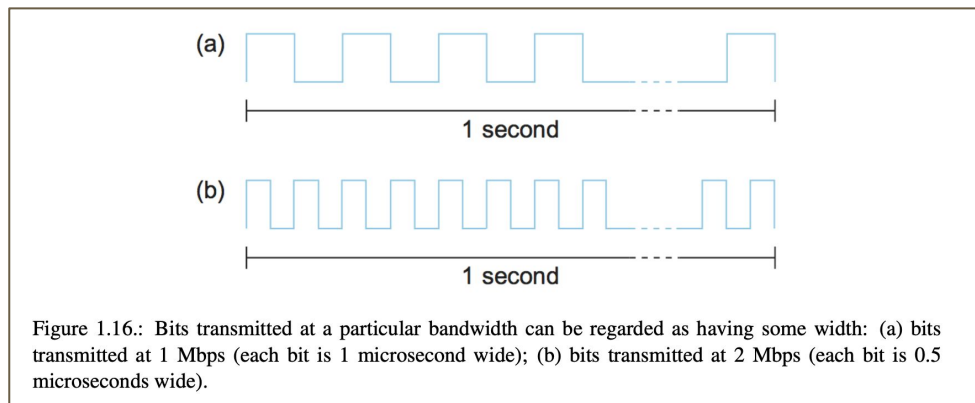 (a)
1 second
(b)
1 second
Figure 1.16.: Bits transmitted at a particular bandwidth can be regarded as having some width: (a) bits
transmitted at 1 Mbps (each bit is 1 microsecond wide); (b) bits transmitted at 2 Mbps (each bit is 0.5
microseconds wide).